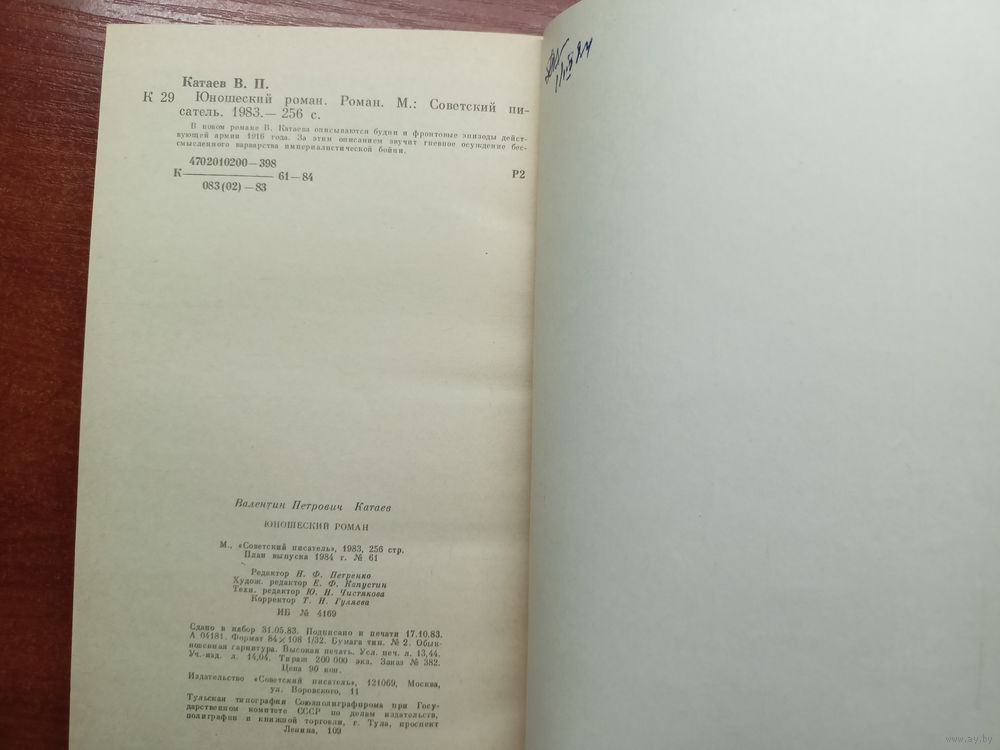 Катаев В. П.
К 29 Юношеский роман. Роман. М.: Советский пи-
сатель. 1983.— 256 с.
В новом романе В. Катаева описываются будни и фронтовые эпизоды дейст-
вующей армии 1916 года. За этим описанием звучит гневное осуждение бес-
смысленного варварства империалистической бойни.
4702010200—398
К 61—84 Р2
083(02)—83
Валентин Петрович Катаев
ЮНОШЕСКИЙ РОМАН
М., «Советский писатель», 1983, 256 стр.
План выпуска 1984 г. № 61
Редактор Н. Ф. Петренко
Худож. редактор Е. Ф. Капустин
Техн. редактор Ю. Н. Чистякова
Корректор Т. Н. Гуляева
ИБ № 4169
Сдано в набор 31.05.83. Подписано к печати 17.10.83.
А 04181. Формат 84×108 1/32. Бумага тип. № 2. Обык-
новенная гарнитура. Высокая печать. Усл. печ. л. 13,44.
Уч.-изд. л. 14,04. Тираж 200 000 экз. Заказ № 382.
Цена 90 коп.
Издательство «Советский писатель», 121069, Москва,
ул. Воровского, 11
Тульская типография Союзполиграфпрома при Госу-
дарственном комитете СССР по делам издательств,
полиграфии и книжной торговли, г. Тула, проспект
Ленина, 109
www.ay.by